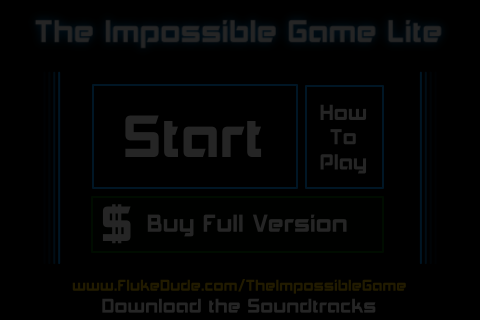 The Impossible Game Lite
Start
How
To
Play
$ Buy Full Version
www.FlukeDude.com/TheImpossibleGame
Download the Soundtracks